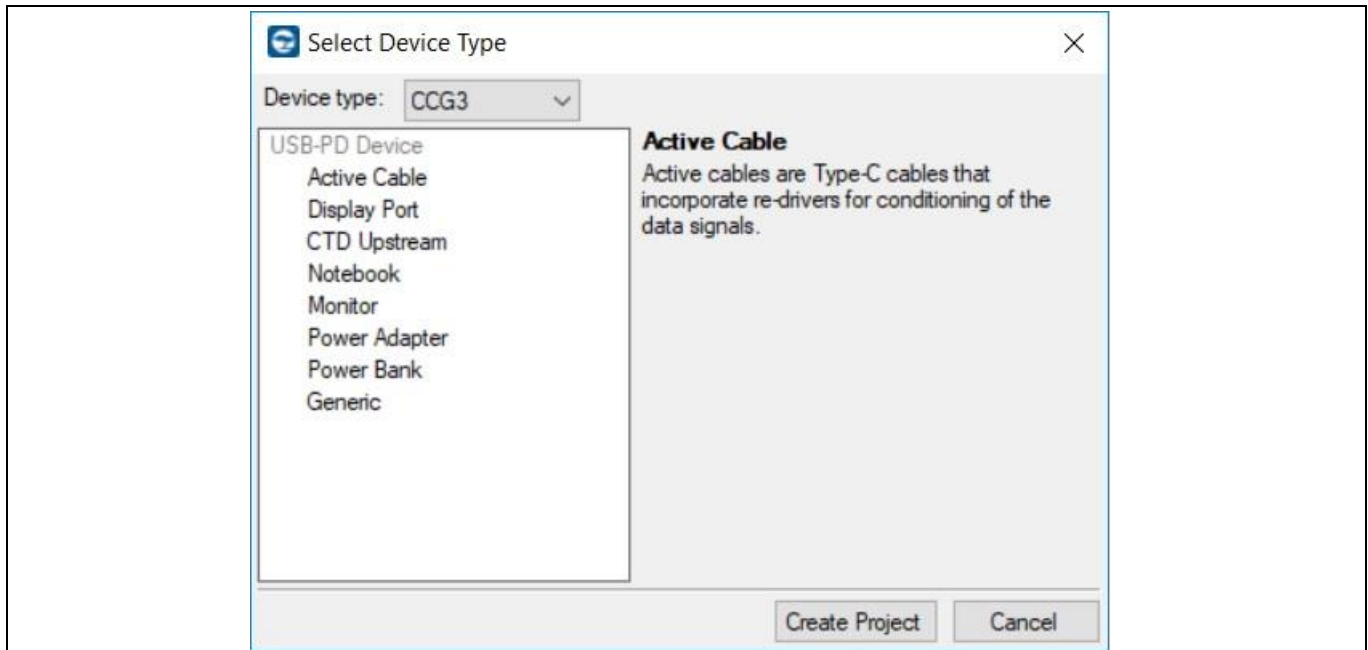 Select Device Type
Device type: CCG3
USB-PD Device
Active Cable
Display Port
CTD Upstream
Notebook
Monitor
Power Adapter
Power Bank
Generic
Active Cable
Active cables are Type-C cables that
incorporate re-drivers for conditioning of the
data signals.
Create Project
Cancel